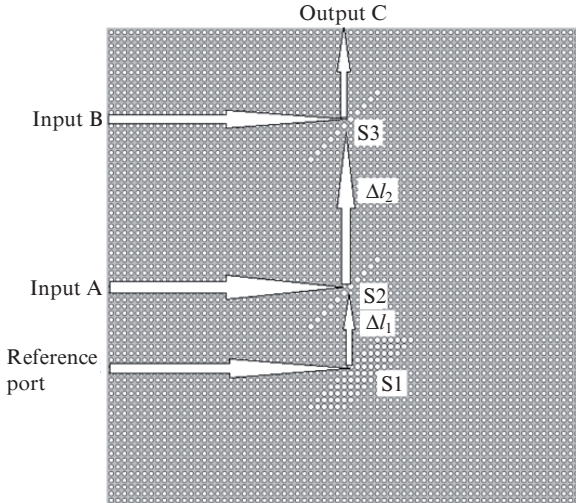 Output C
Input B
S3
Δl₂
Input A
S2
Δl₁
Reference
port
S1